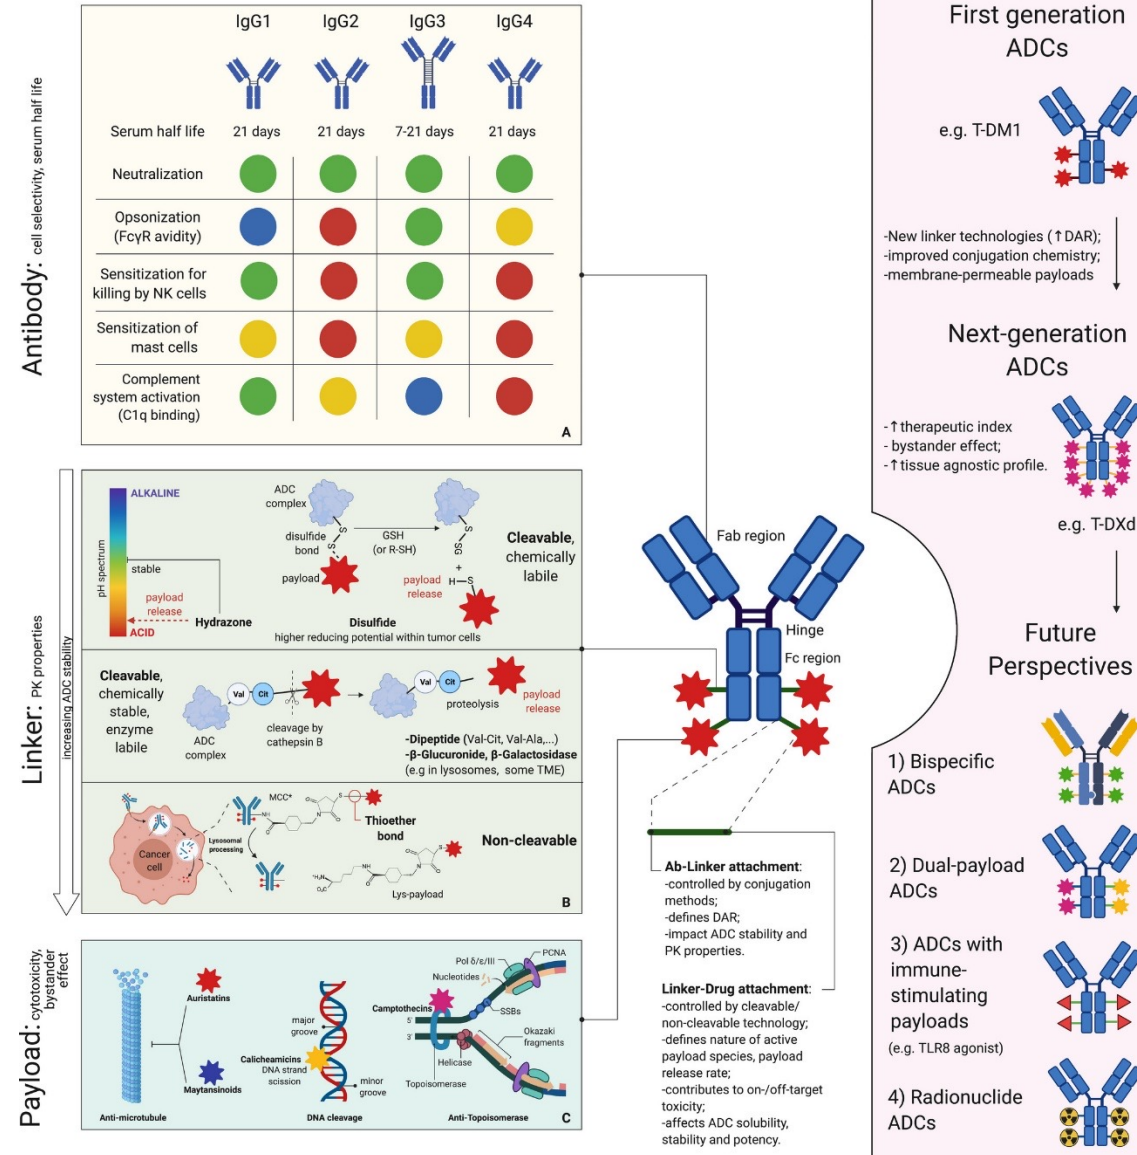 IgG1 IgG2 IgG3 IgG4
Serum half life 21 days 21 days 7-21 days 21 days
Neutralization
Opsonization
(FcγR avidity)
Sensitization for
killing by NK cells
Sensitization of
mast cells
Complement
system activation
(C1q binding)
A
Antibody: cell selectivity, serum half life
Linker: PK properties
increasing ADC stability
ALKALINE
pH spectrum
stable
payload
release
Hydrazone
ACID
ADC
complex
S
S
disulfide
bond
payload
GSH
(or R-SH)
S
SG
+
H-S
payload
release
Disulfide
higher reducing potential within tumor cells
Cleavable,
chemically
labile
Cleavable,
chemically
stable,
enzyme
labile
ADC
complex
Val Cit
cleavage by
cathepsin B
Val Cit
proteolysis
payload
release
-Dipeptide (Val-Cit, Val-Ala,...)
-β-Glucuronide, β-Galactosidase
(e.g in lysosomes, some TME)
Cancer
cell
Lysosomal
processing
MCC*
Thioether
bond
Lys-payload
Non-cleavable
B
Payload: cytotoxicity,
bystander
effect
Auristatins
Maytansinoids
Anti-microtubule
major
groove
Calicheamicins
DNA strand
scission
minor
groove
DNA cleavage
Pol δ/ε/III
PCNA
Nucleotides
Camptothecins
5'
3'
SSBs
Okazaki
fragments
Helicase
Topoisomerase
Anti-Topoisomerase
C
Fab region
Hinge
Fc region
Ab-Linker attachment:
-controlled by conjugation
methods;
-defines DAR;
-impact ADC stability and
PK properties.
Linker-Drug attachment:
-controlled by cleavable/
non-cleavable technology;
-defines nature of active
payload species, payload
release rate;
-contributes to on-/off-target
toxicity;
-affects ADC solubility,
stability and potency.
First generation
ADCs
e.g. T-DM1
-New linker technologies (↑DAR);
-improved conjugation chemistry;
-membrane-permeable payloads
Next-generation
ADCs
-↑therapeutic index
- bystander effect;
-↑tissue agnostic profile.
e.g. T-DXd
Future
Perspectives
1) Bispecific
ADCs
2) Dual-payload
ADCs
3) ADCs with
immune-
stimulating
payloads
(e.g. TLR8 agonist)
4) Radionuclide
ADCs